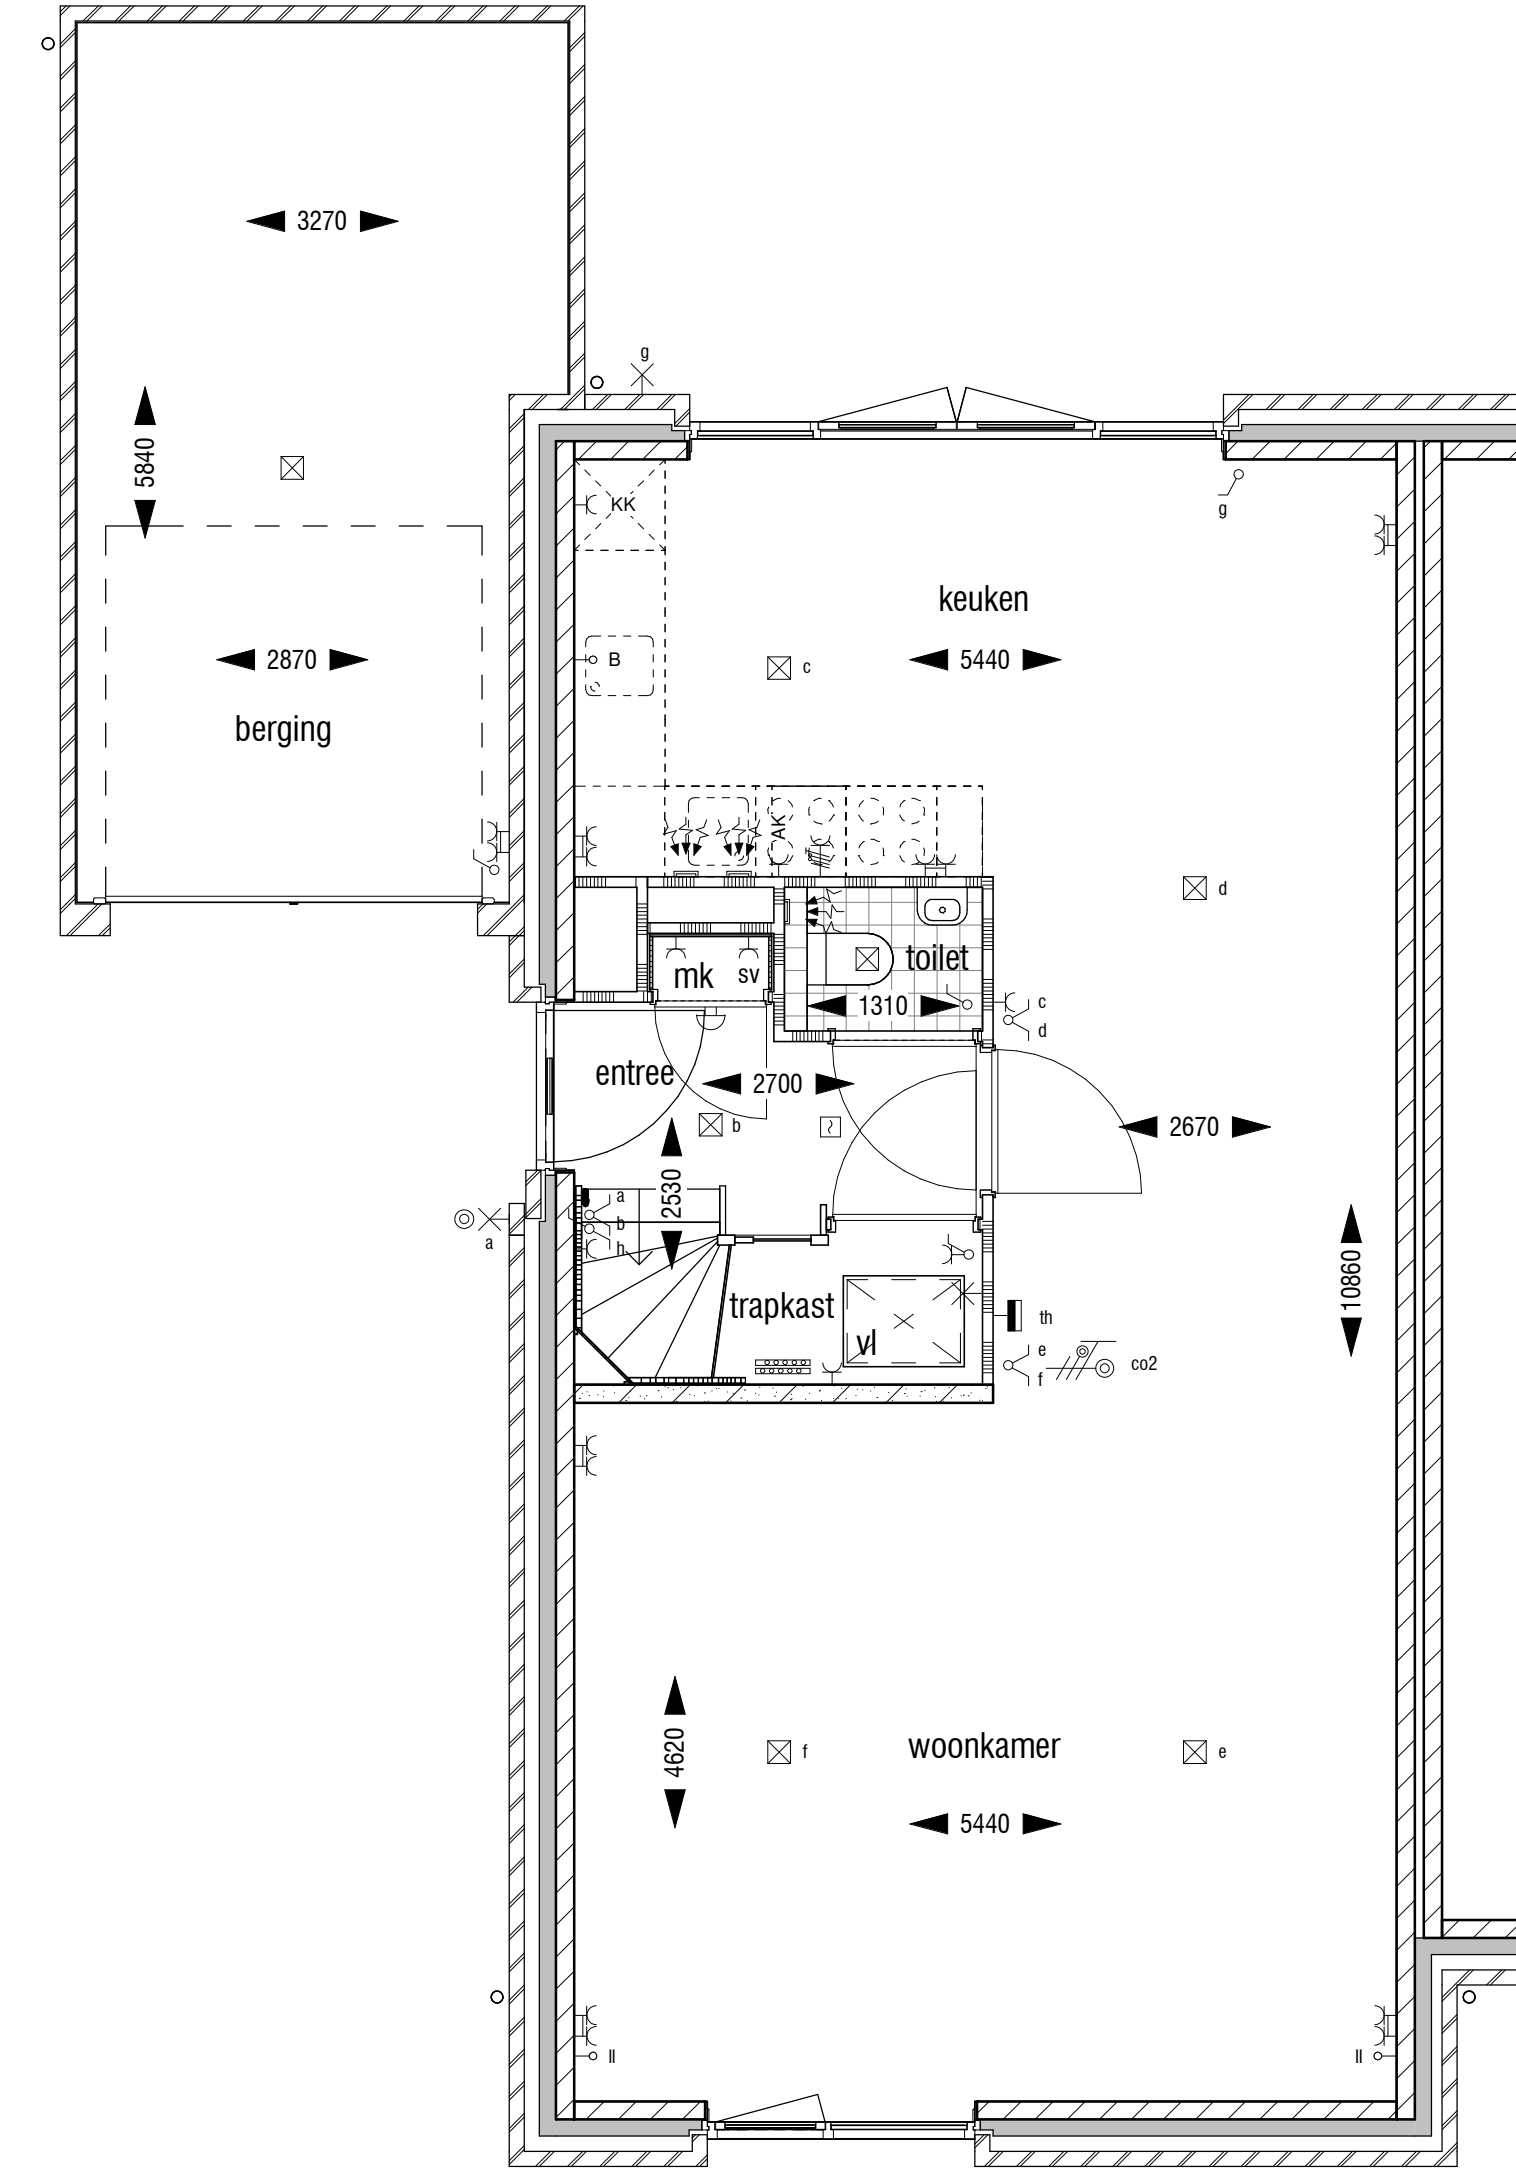 3270
g
5840
KK
g
keuken
2870
B
c
5440
berging
AK
d
toilet
mk
sv
1310
c
d
entree
2700
b
2670
2530
a
b
h
a
trapkast
10860
th
vl
e
f
co2
4620
f
woonkamer
e
5440
II
II